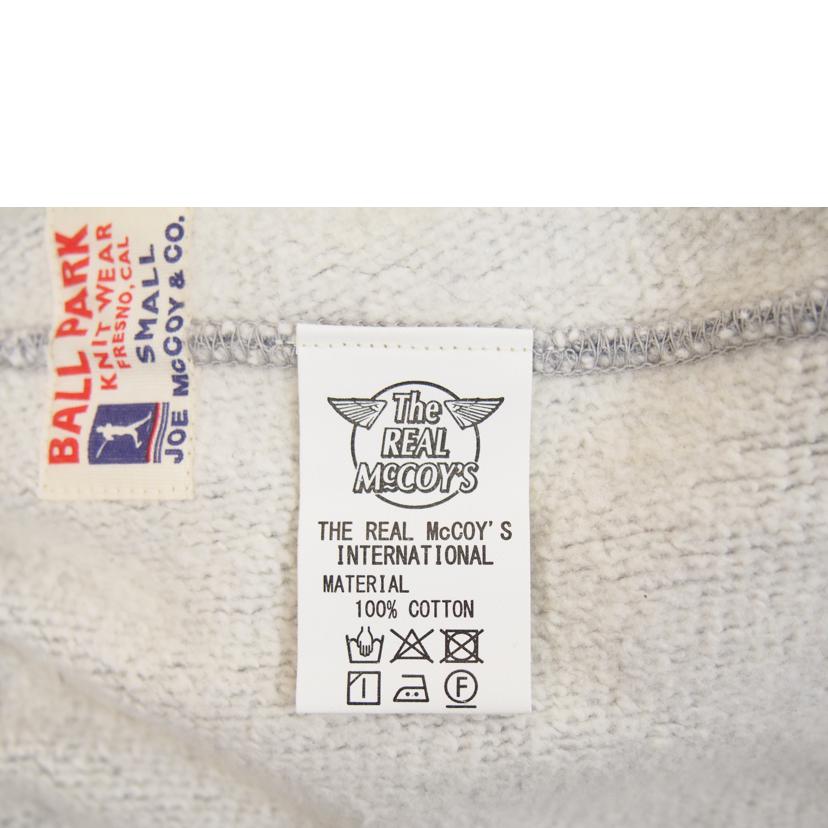 BALL PARK
KNIT WEAR
FRESNO, CAL
SMALL
JOE McCOY & CO.
The
REAL
McCOY'S
THE REAL McCOY'S
INTERNATIONAL
MATERIAL
100% COTTON
F